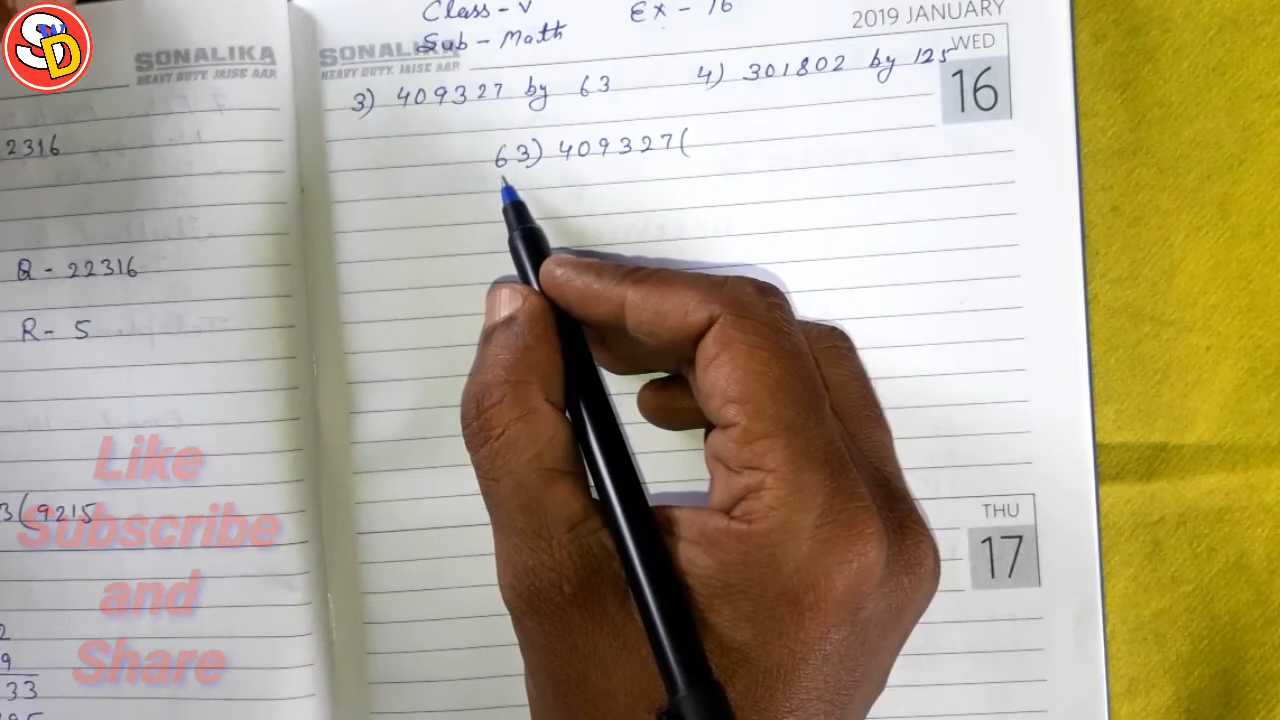 SWD
SONALIKA
HEAVY DUTY. JAISE AAP.
2316
Q - 22316
R - 5
3(9215
9
33
Like
Subscribe
and
Share
Class - V Ex - 16
Sub - Math
SONALIKA
HEAVY DUTY. JAISE AAP.
2019 JANUARY
WED
16
3) 409327 by 63 4) 301802 by 125
63) 409327(
THU
17